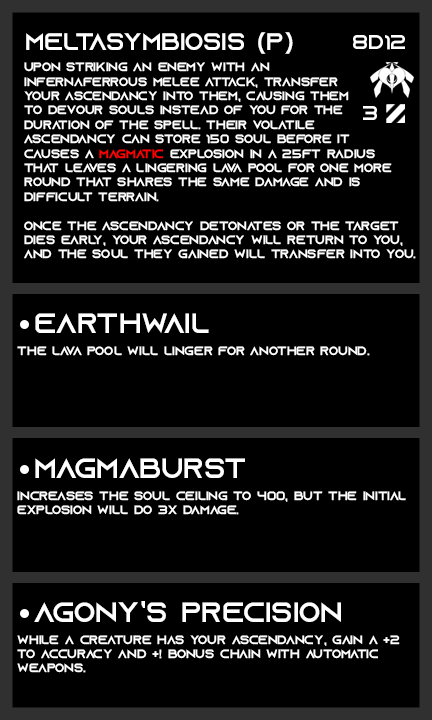 MELTASYMBIOSIS (P) 8D12
UPON STRIKING AN ENEMY WITH AN
INFERNAFERROUS MELEE ATTACK, TRANSFER
YOUR ASCENDANCY INTO THEM, CAUSING THEM
TO DEVOUR SOULS INSTEAD OF YOU FOR THE
3
DURATION OF THE SPELL. THEIR VOLATILE
ASCENDANCY CAN STORE 150 SOUL BEFORE IT
CAUSES A MAGMATIC EXPLOSION IN A 25FT RADIUS
THAT LEAVES A LINGERING LAVA POOL FOR ONE MORE
ROUND THAT SHARES THE SAME DAMAGE AND IS
DIFFICULT TERRAIN.
ONCE THE ASCENDANCY DETONATES OR THE TARGET
DIES EARLY, YOUR ASCENDANCY WILL RETURN TO YOU,
AND THE SOUL THEY GAINED WILL TRANSFER INTO YOU.
•EARTHWAIL
THE LAVA POOL WILL LINGER FOR ANOTHER ROUND.
•MAGMABURST
INCREASES THE SOUL CEILING TO 400, BUT THE INITIAL
EXPLOSION WILL DO 3X DAMAGE.
•AGONY'S PRECISION
WHILE A CREATURE HAS YOUR ASCENDANCY, GAIN A +2
TO ACCURACY AND +! BONUS CHAIN WITH AUTOMATIC
WEAPONS.